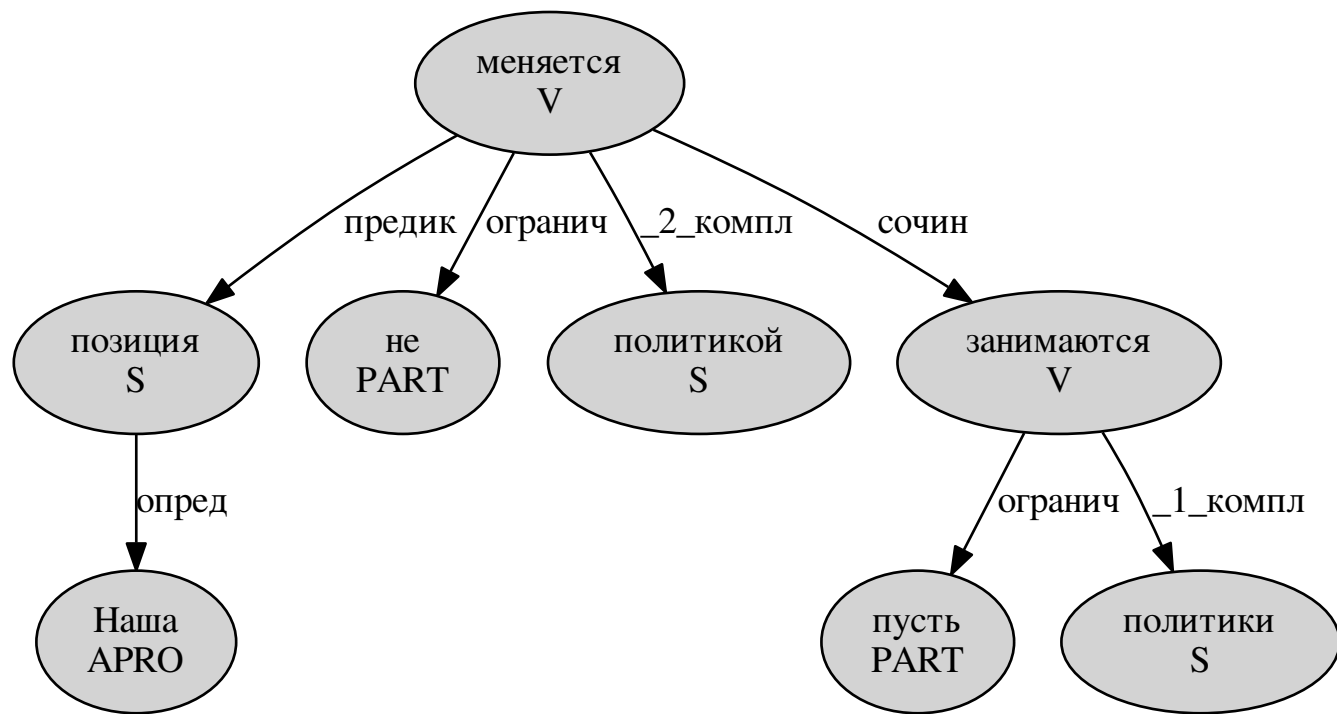 меняется
V
предик
огранич
_2_компл
сочин
позиция
S
не
PART
политикой
S
занимаются
V
опред
огранич
_1_компл
Наша
APRO
пусть
PART
политики
S